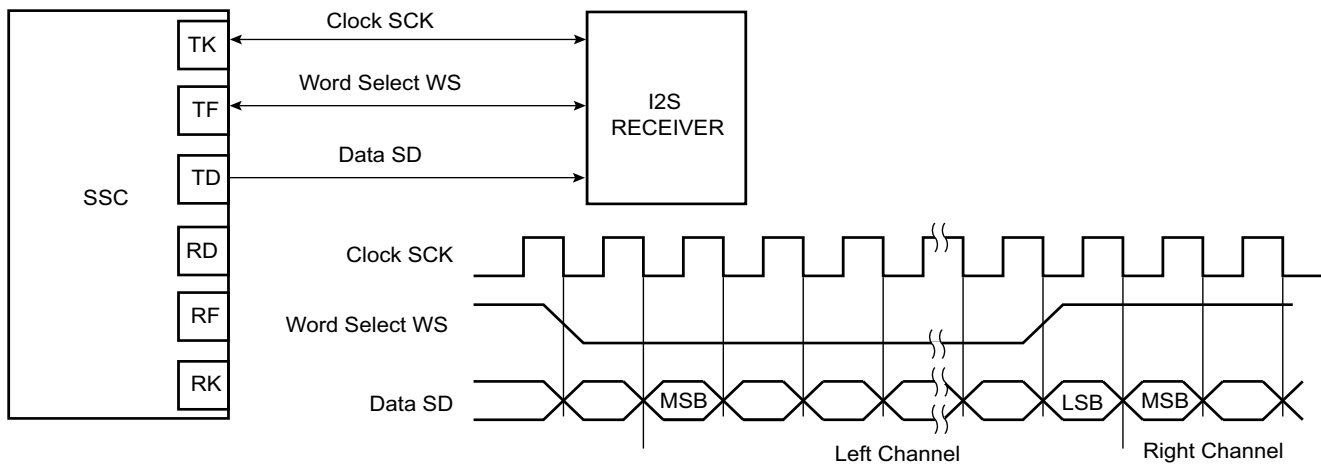 SSC
TK
TF
TD
RD
RF
RK
Clock SCK
Word Select WS
Data SD
I2S
RECEIVER
Clock SCK
Word Select WS
Data SD
MSB
LSB
MSB
Left Channel
Right Channel